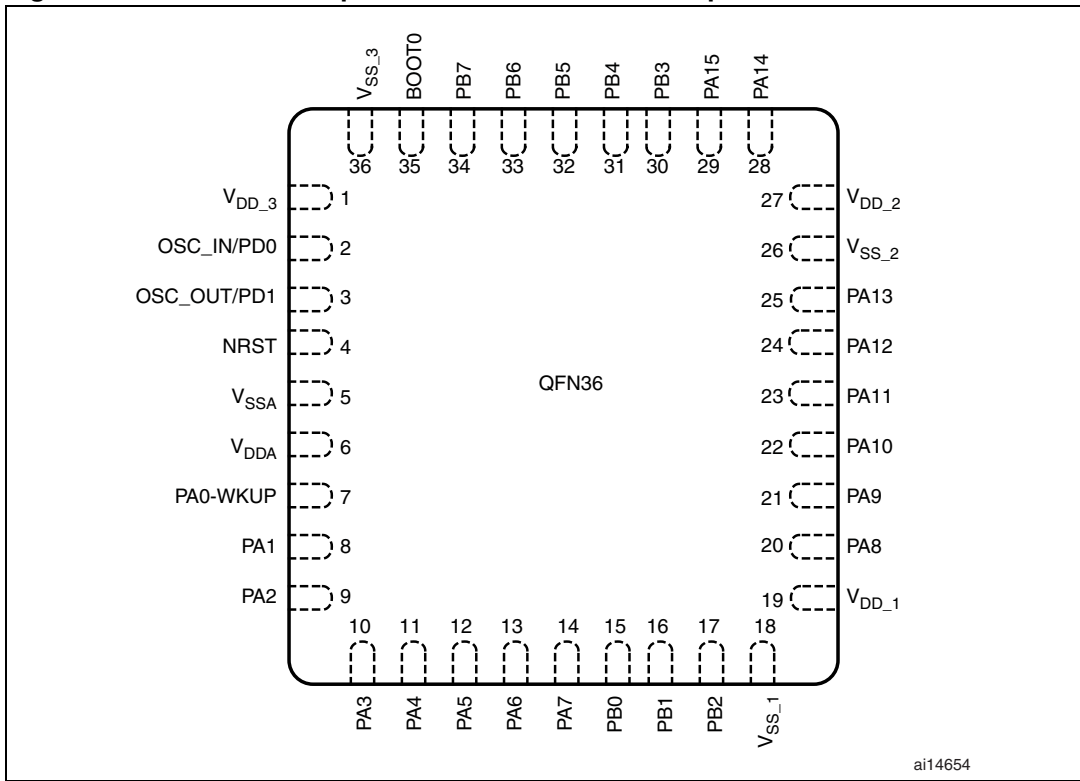 V_SS_3 BOOT0 PB7 PB6 PB5 PB4 PB3 PA15 PA14
36 35 34 33 32 31 30 29 28
V_DD_3 1
27 V_DD_2
OSC_IN/PD0 2
26 V_SS_2
OSC_OUT/PD1 3
25 PA13
NRST 4
24 PA12
QFN36
V_SSA 5
23 PA11
V_DDA 6
22 PA10
PA0-WKUP 7
21 PA9
PA1 8
20 PA8
PA2 9
19 V_DD_1
10 11 12 13 14 15 16 17 18
PA3 PA4 PA5 PA6 PA7 PB0 PB1 PB2 V_SS_1
ai14654